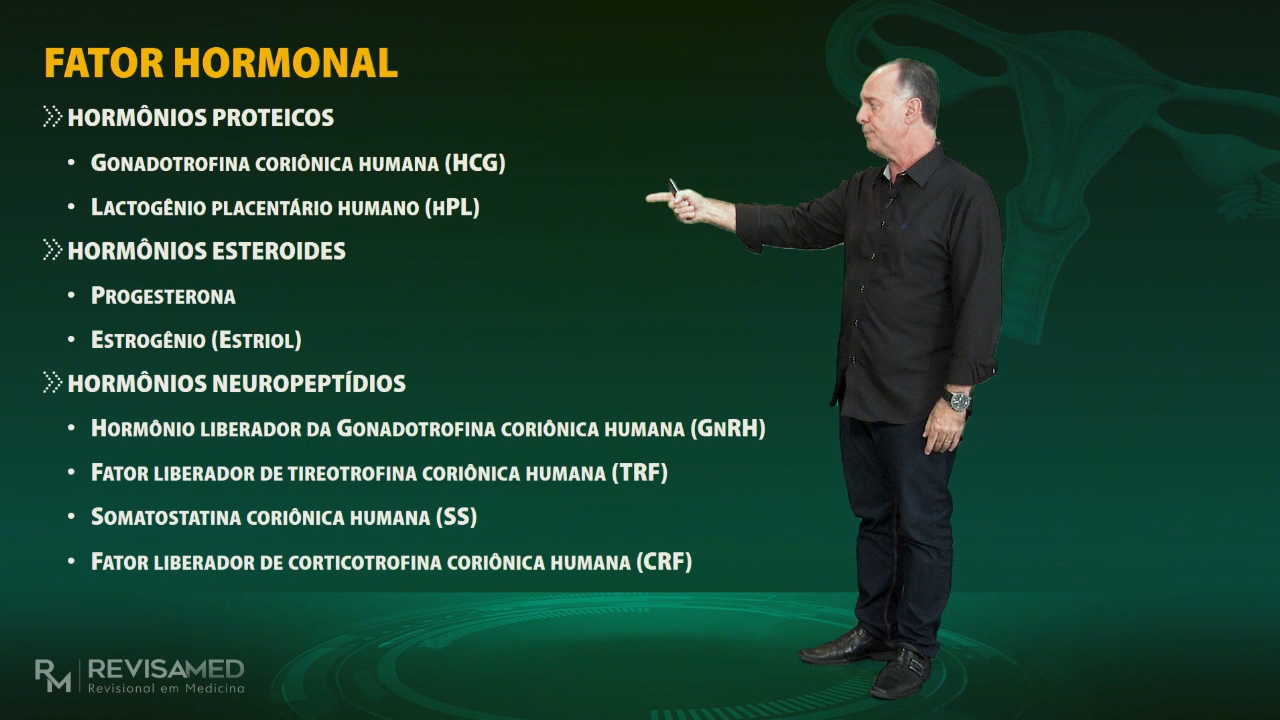 FATOR HORMONAL
HORMÔNIOS PROTEICOS
• GONADOTROFINA CORIÔNICA HUMANA (HCG)
• LACTOGÊNIO PLACENTÁRIO HUMANO (HPL)
HORMÔNIOS ESTEROIDES
• PROGESTERONA
• ESTROGÊNIO (ESTRIOL)
HORMÔNIOS NEUROPEPTÍDIOS
• HORMÔNIO LIBERADOR DA GONADOTROFINA CORIÔNICA HUMANA (GNRH)
• FATOR LIBERADOR DE TIREOTROFINA CORIÔNICA HUMANA (TRF)
• SOMATOSTATINA CORIÔNICA HUMANA (SS)
• FATOR LIBERADOR DE CORTICOTROFINA CORIÔNICA HUMANA (CRF)
RM REVISAMED
Revisional em Medicina